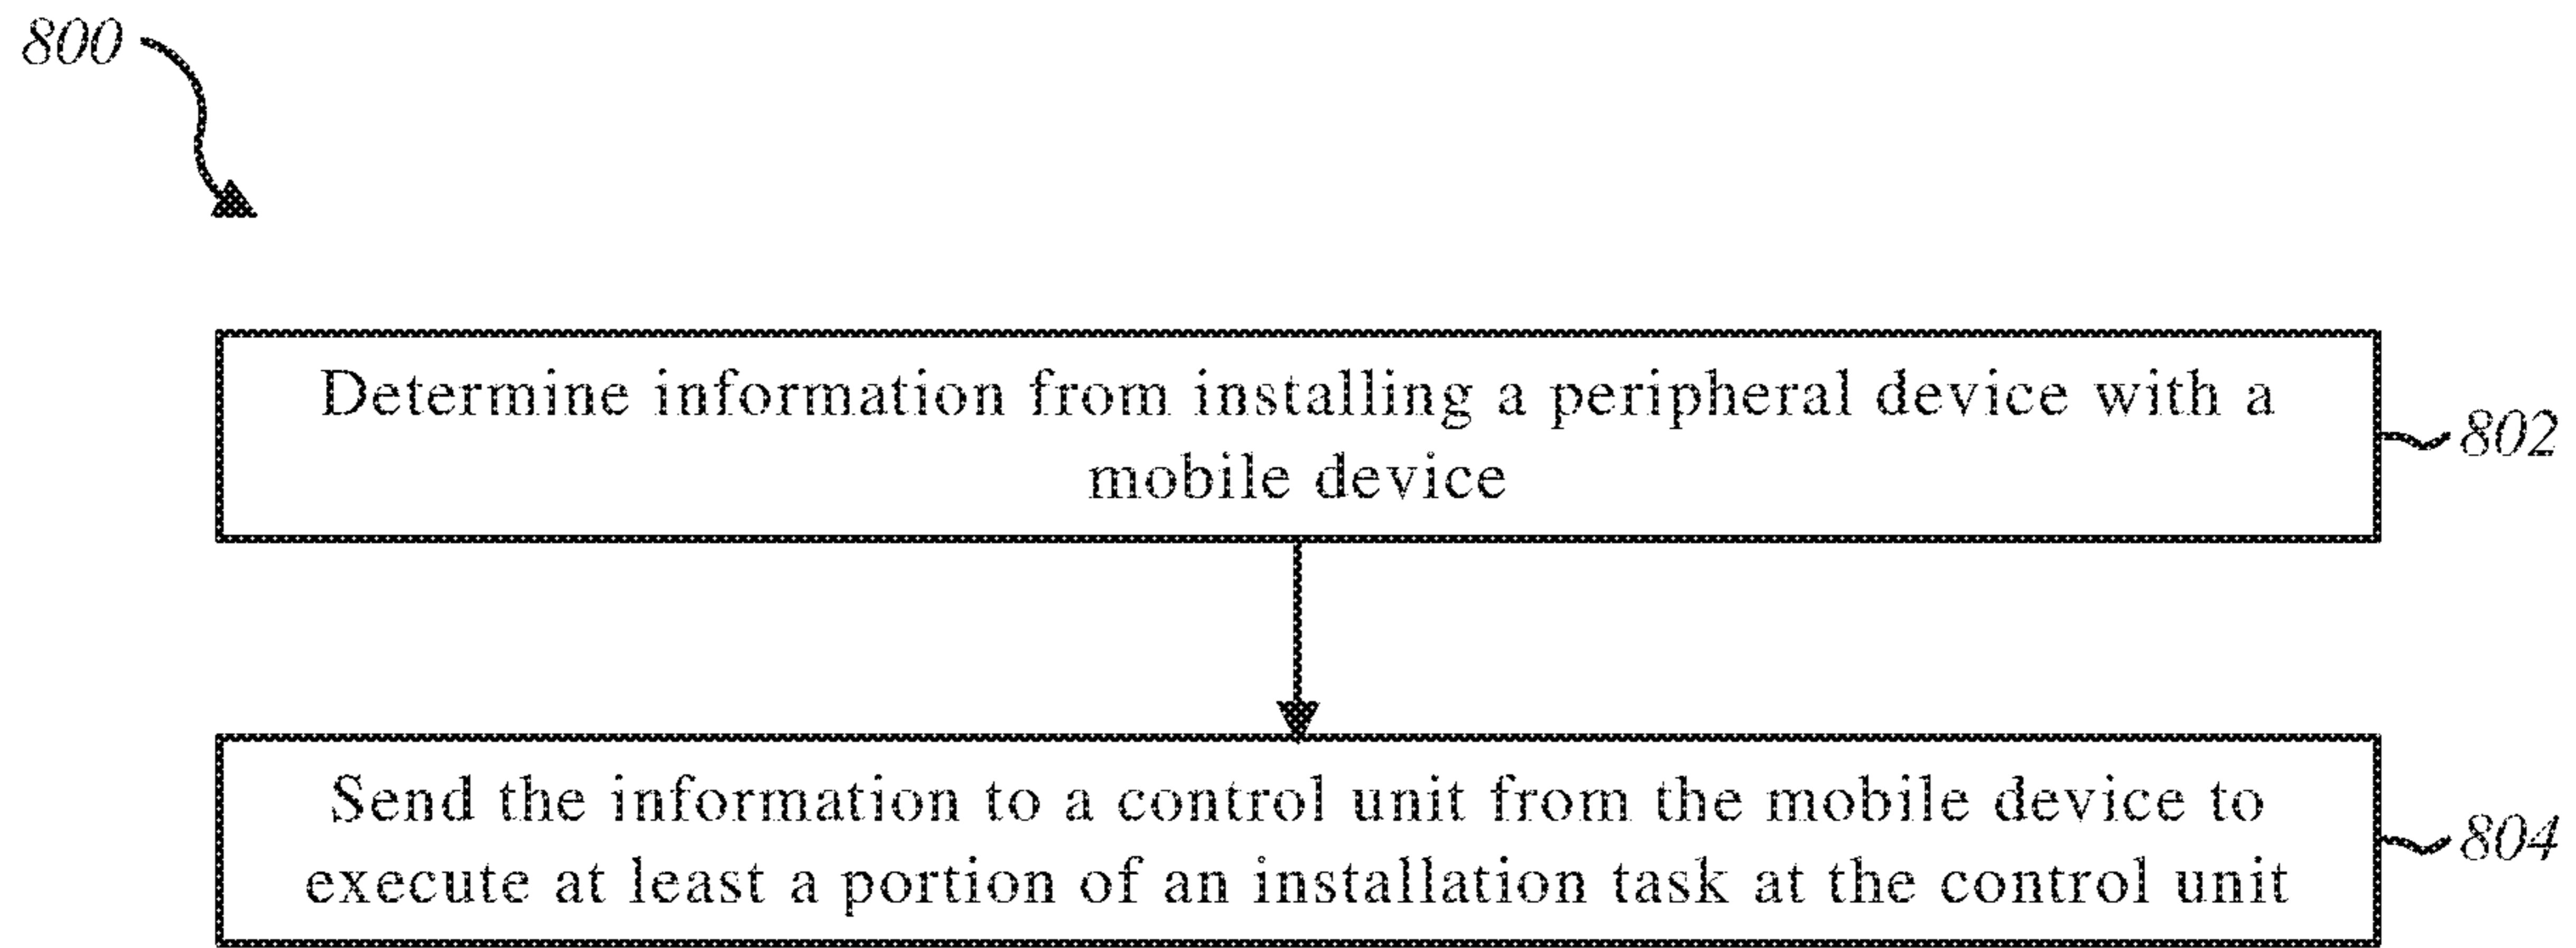 800
Determine information from installing a peripheral device with a
mobile device
802
Send the information to a control unit from the mobile device to
execute at least a portion of an installation task at the control unit
804